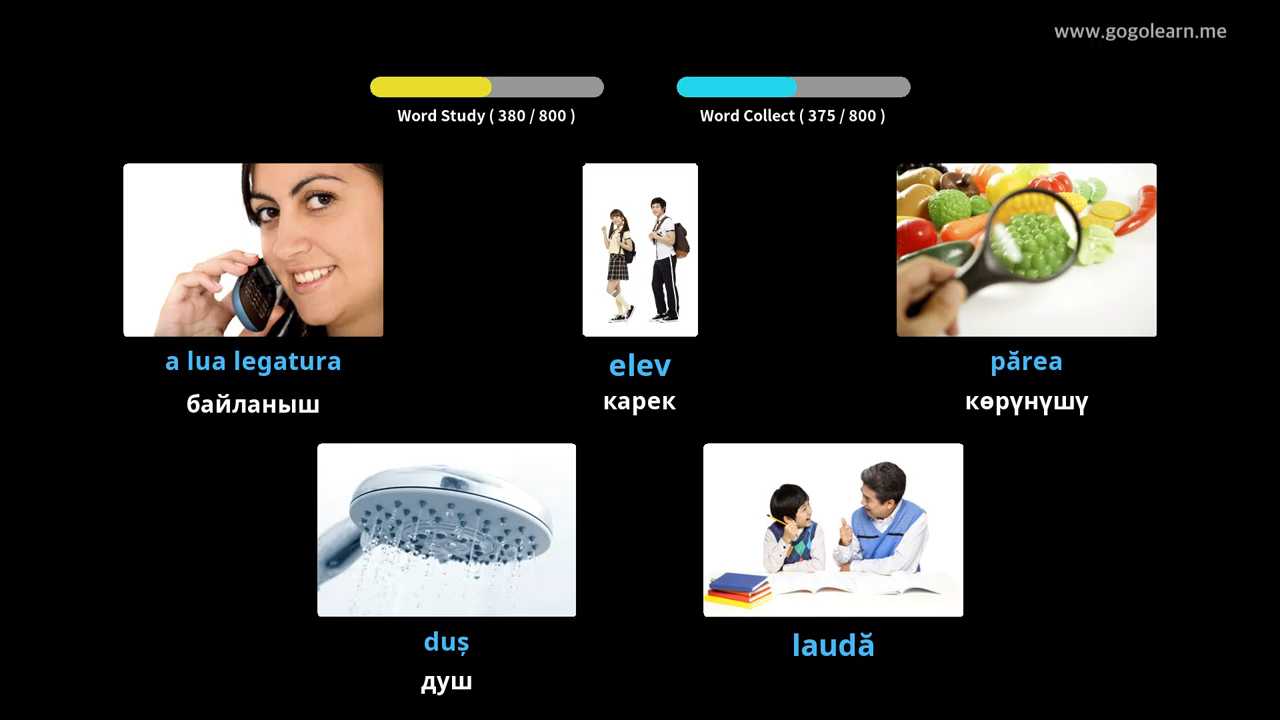 www.gogolearn.me
Word Study ( 380 / 800 )
Word Collect ( 375 / 800 )
a lua legatura
байланыш
elev
карек
părea
көрүнүшү
duș
душ
laudă